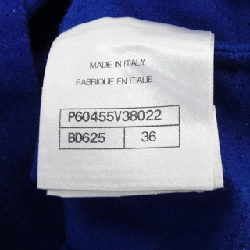 MADE IN ITALY
FABRIQUE EN ITALIE
P60455V38022
B0625 36